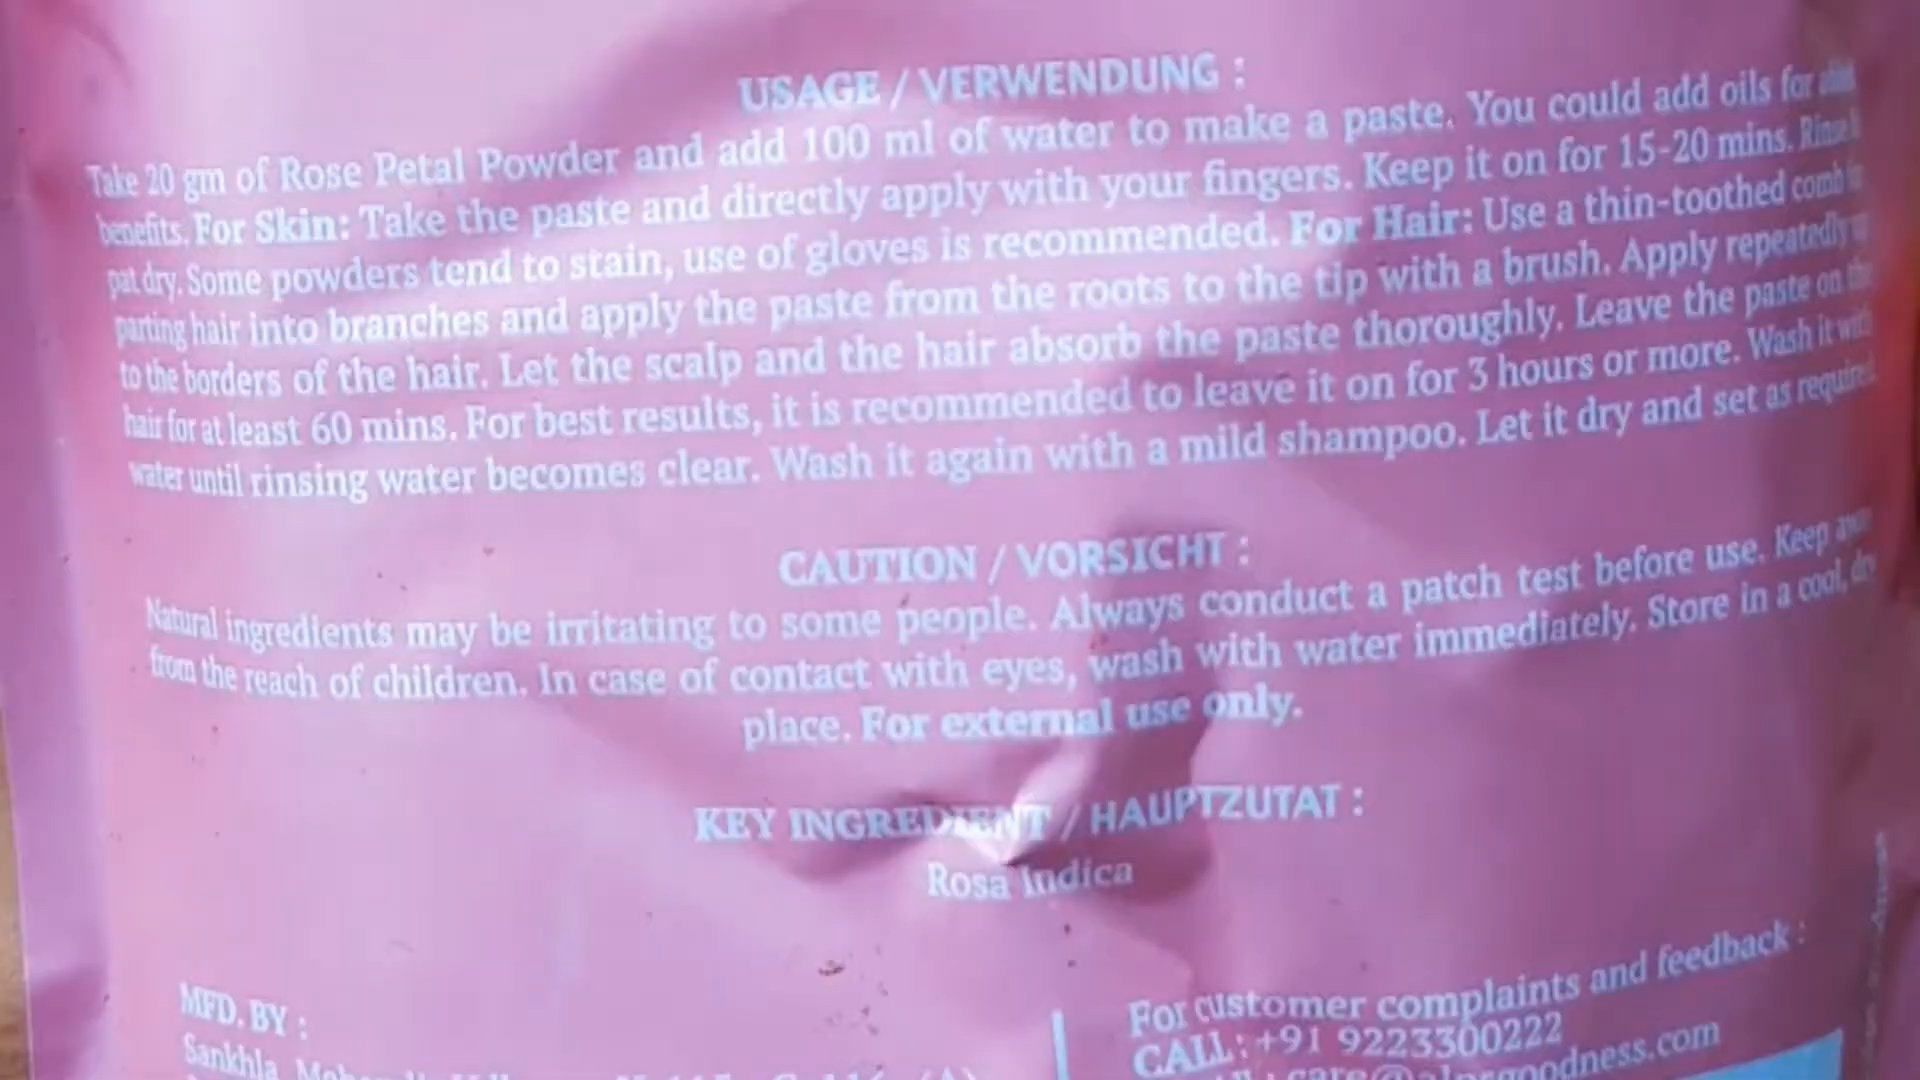 USAGE / VERWENDUNG :
Take 20 gm of Rose Petal Powder and add 100 ml of water to make a paste. You could add oils for
benefits. For Skin: Take the paste and directly apply with your fingers. Keep it on for 15-20 mins. Rinse
pat dry. Some powders tend to stain, use of gloves is recommended. For Hair: Use a thin-toothed comb
parting hair into branches and apply the paste from the roots to the tip with a brush. Apply repeatedly
to the borders of the hair. Let the scalp and the hair absorb the paste thoroughly. Leave the paste on
hair for at least 60 mins. For best results, it is recommended to leave it on for 3 hours or more. Wash it with
water until rinsing water becomes clear. Wash it again with a mild shampoo. Let it dry and set as required.
CAUTION / VORSICHT :
Natural ingredients may be irritating to some people. Always conduct a patch test before use. Keep away
from the reach of children. In case of contact with eyes, wash with water immediately. Store in a cool, dry
place. For external use only.
KEY INGREDIENT / HAUPTZUTAT :
Rosa Indica
MFD. BY :
Sankhla
For customer complaints and feedback :
CALL : +91 9223300222